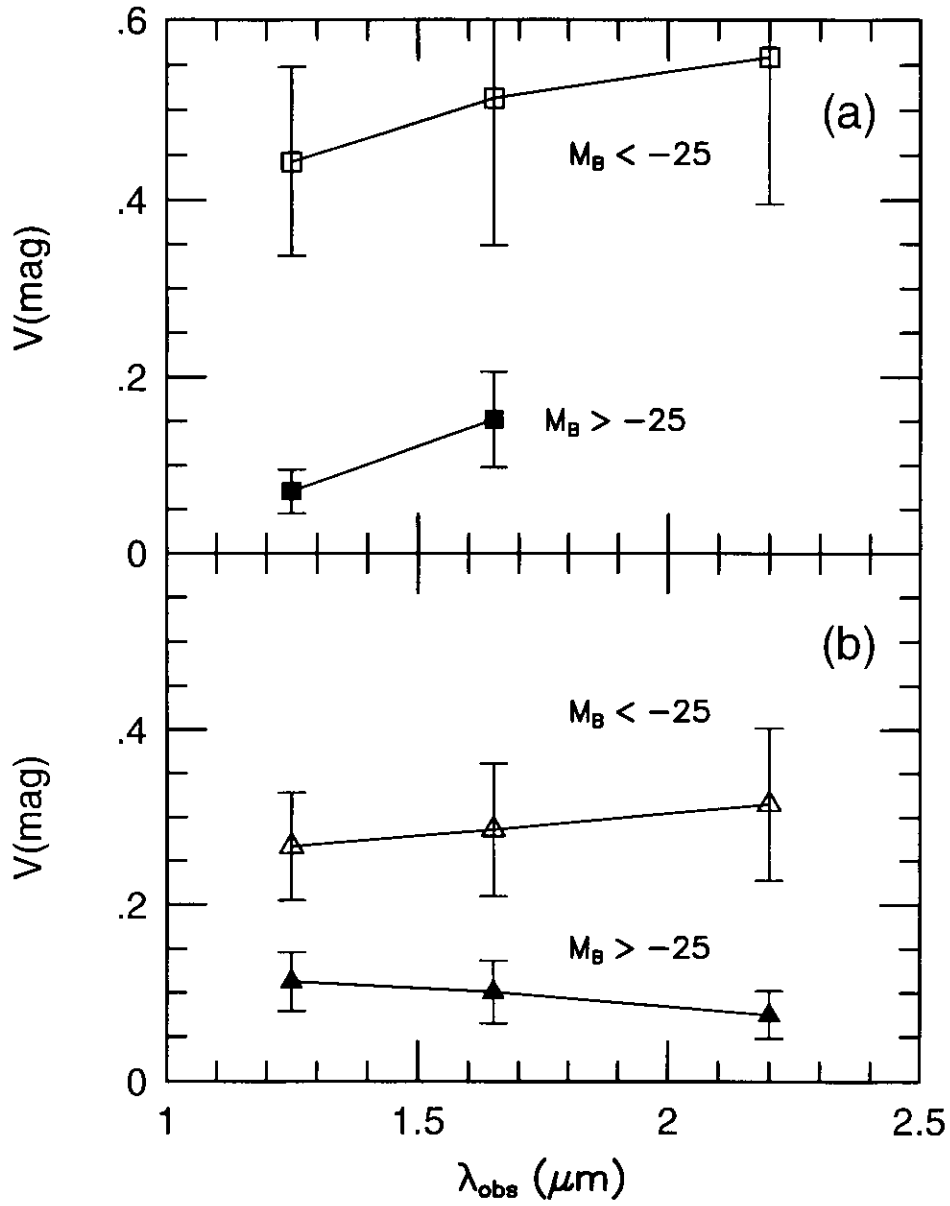 .6
(a)
M_B < −25
.4
V(mag)
.2
M_B > −25
0
(b)
M_B < −25
.4
V(mag)
.2
M_B > −25
0
1 1.5 2 2.5
λ_obs (μm)